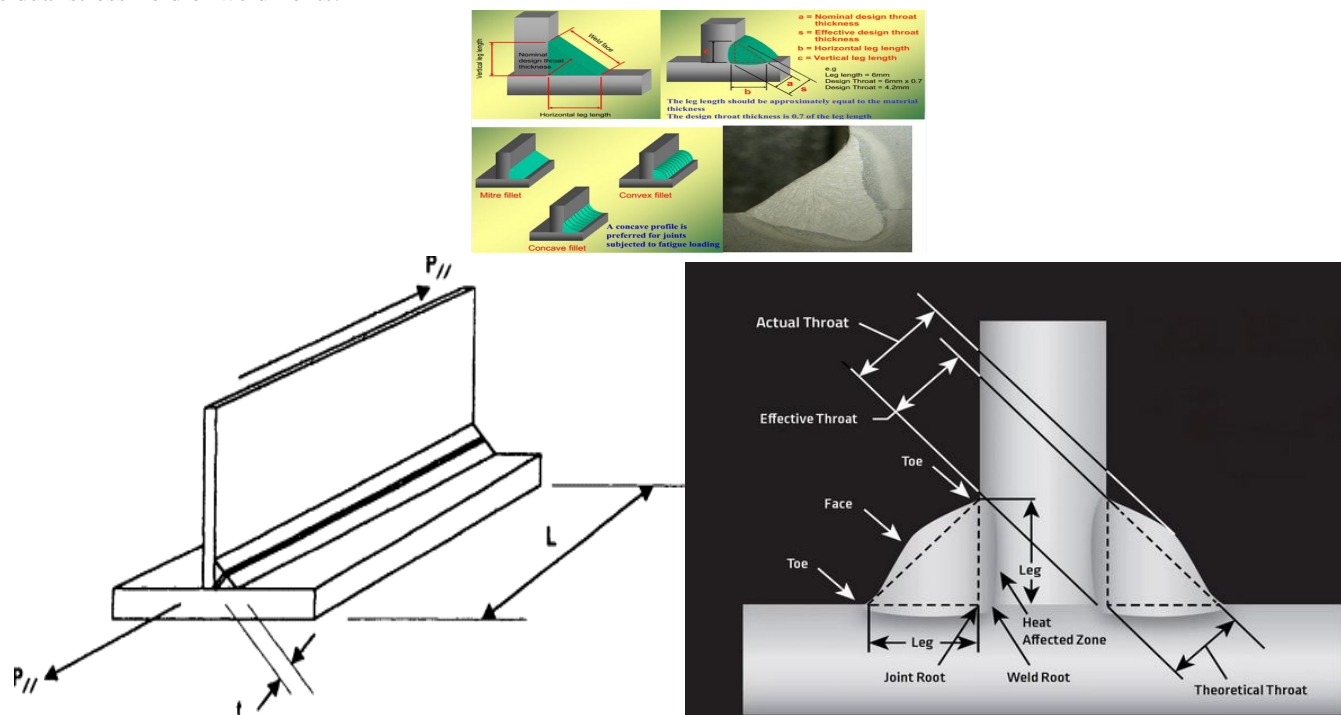 Vertical leg length
Nominal
design throat
thickness
Weld face
Horizontal leg length
a = Nominal design throat
thickness
s = Effective design throat
thickness
b = Horizontal leg length
c = Vertical leg length
e.g
Leg length = 6mm
Design Throat = 6mm x 0.7
Design Throat = 4.2mm
c
b
a
s
The leg length should be approximately equal to the material
thickness
The design throat thickness is 0.7 of the leg length
Mitre fillet
Convex fillet
Concave fillet
A concave profile is
preferred for joints
subjected to fatigue loading
P//
L
P//
t
Actual Throat
Effective Throat
Toe
Face
Toe
Leg
Heat
Affected Zone
Leg
Joint Root
Weld Root
Theoretical Throat